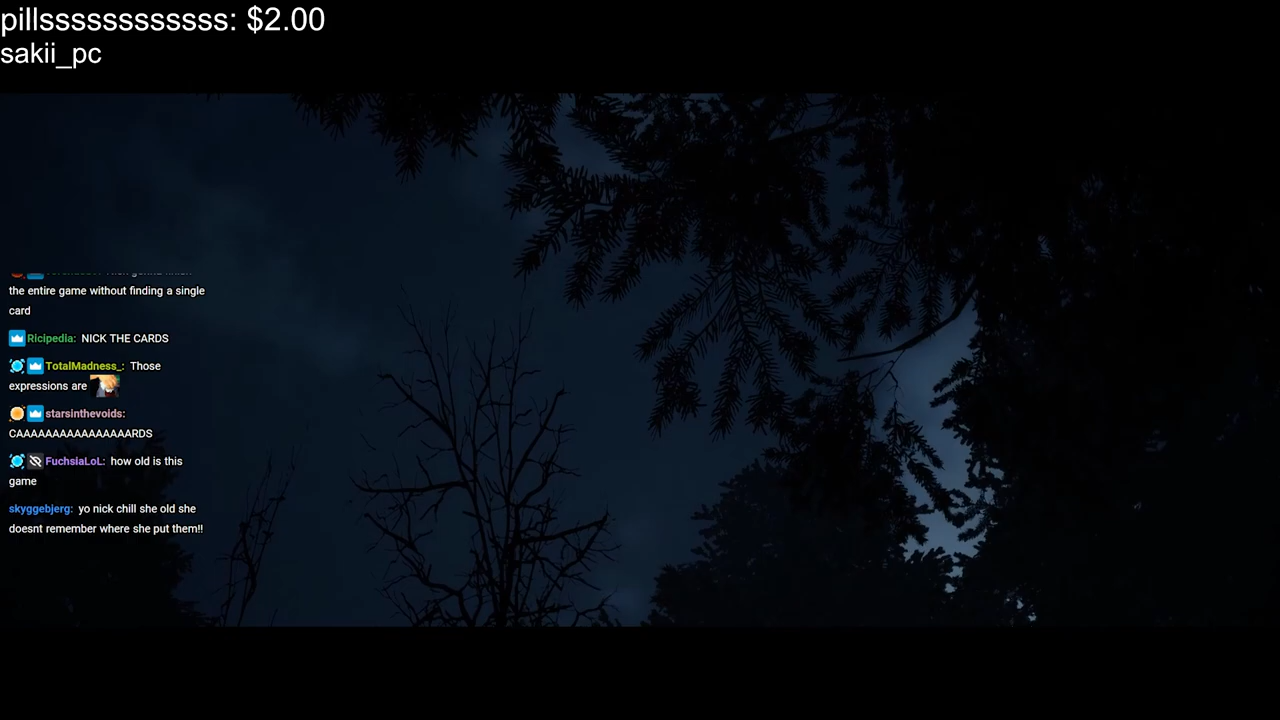 pillssssssssssss: $2.00
sakii_pc
the entire game without finding a single
card
Ricipedia: NICK THE CARDS
TotalMadness_: Those
expressions are
starsinthevoids:
CAAAAAAAAAAAAAAARDS
FuchsiaLoL: how old is this
game
skyggebjerg: yo nick chill she old she
doesnt remember where she put them!!